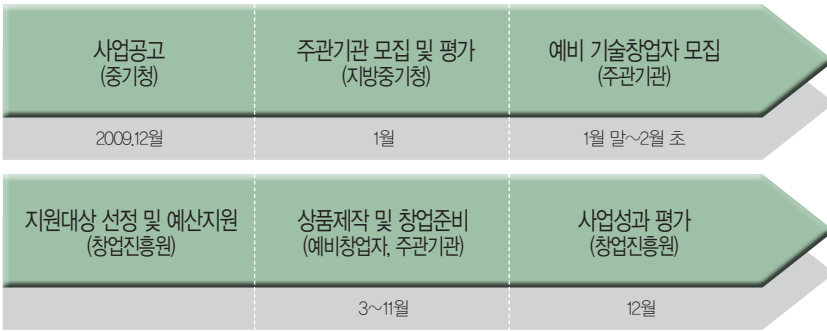 사업공고
(중기청)
주관기관 모집 및 평가
(지방중기청)
예비 기술창업자 모집
(주관기관)
2009.12월
1월
1월 말~2월 초
지원대상 선정 및 예산지원
(창업진흥원)
상품제작 및 창업준비
(예비창업자, 주관기관)
사업성과 평가
(창업진흥원)
3~11월
12월